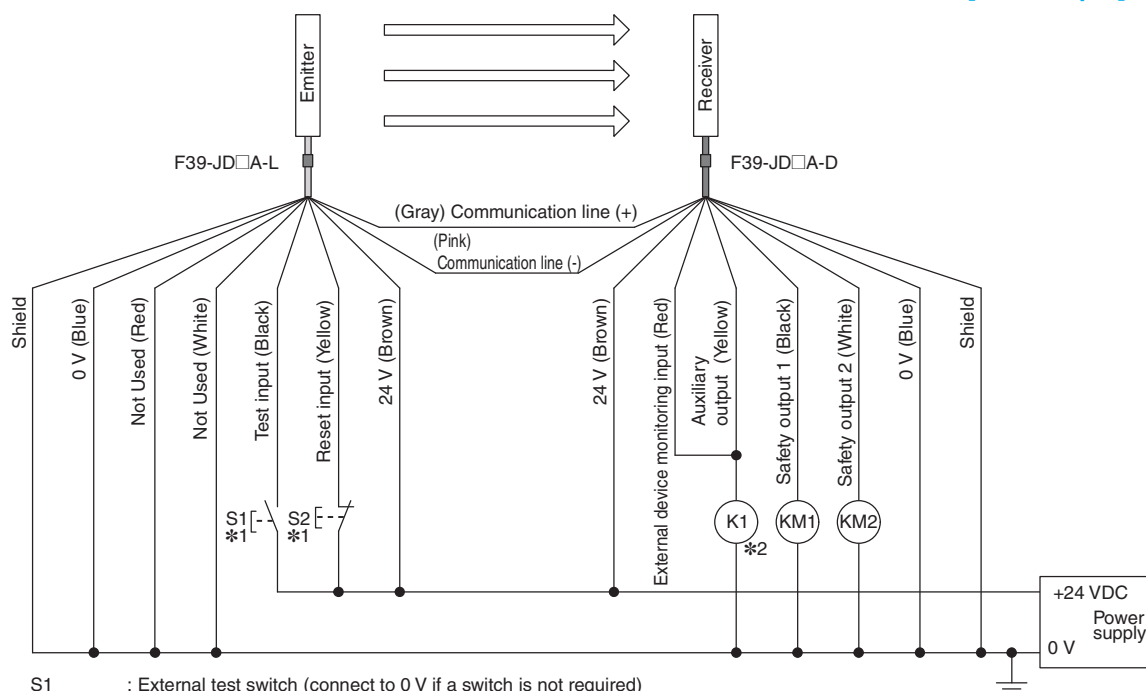 Emitter
Receiver
F39-JD□A-L
F39-JD□A-D
(Gray) Communication line (+)
(Pink)
Communication line (-)
Shield
0 V (Blue)
Not Used (Red)
Not Used (White)
Test input (Black)
Reset input (Yellow)
24 V (Brown)
24 V (Brown)
External device monitoring input (Red)
Auxiliary
output (Yellow)
Safety output 1 (Black)
Safety output 2 (White)
0 V (Blue)
Shield
S1
*1
S2
*1
K1
*2
KM1
KM2
+24 VDC
Power
supply
0 V
S1 : External test switch (connect to 0 V if a switch is not required)